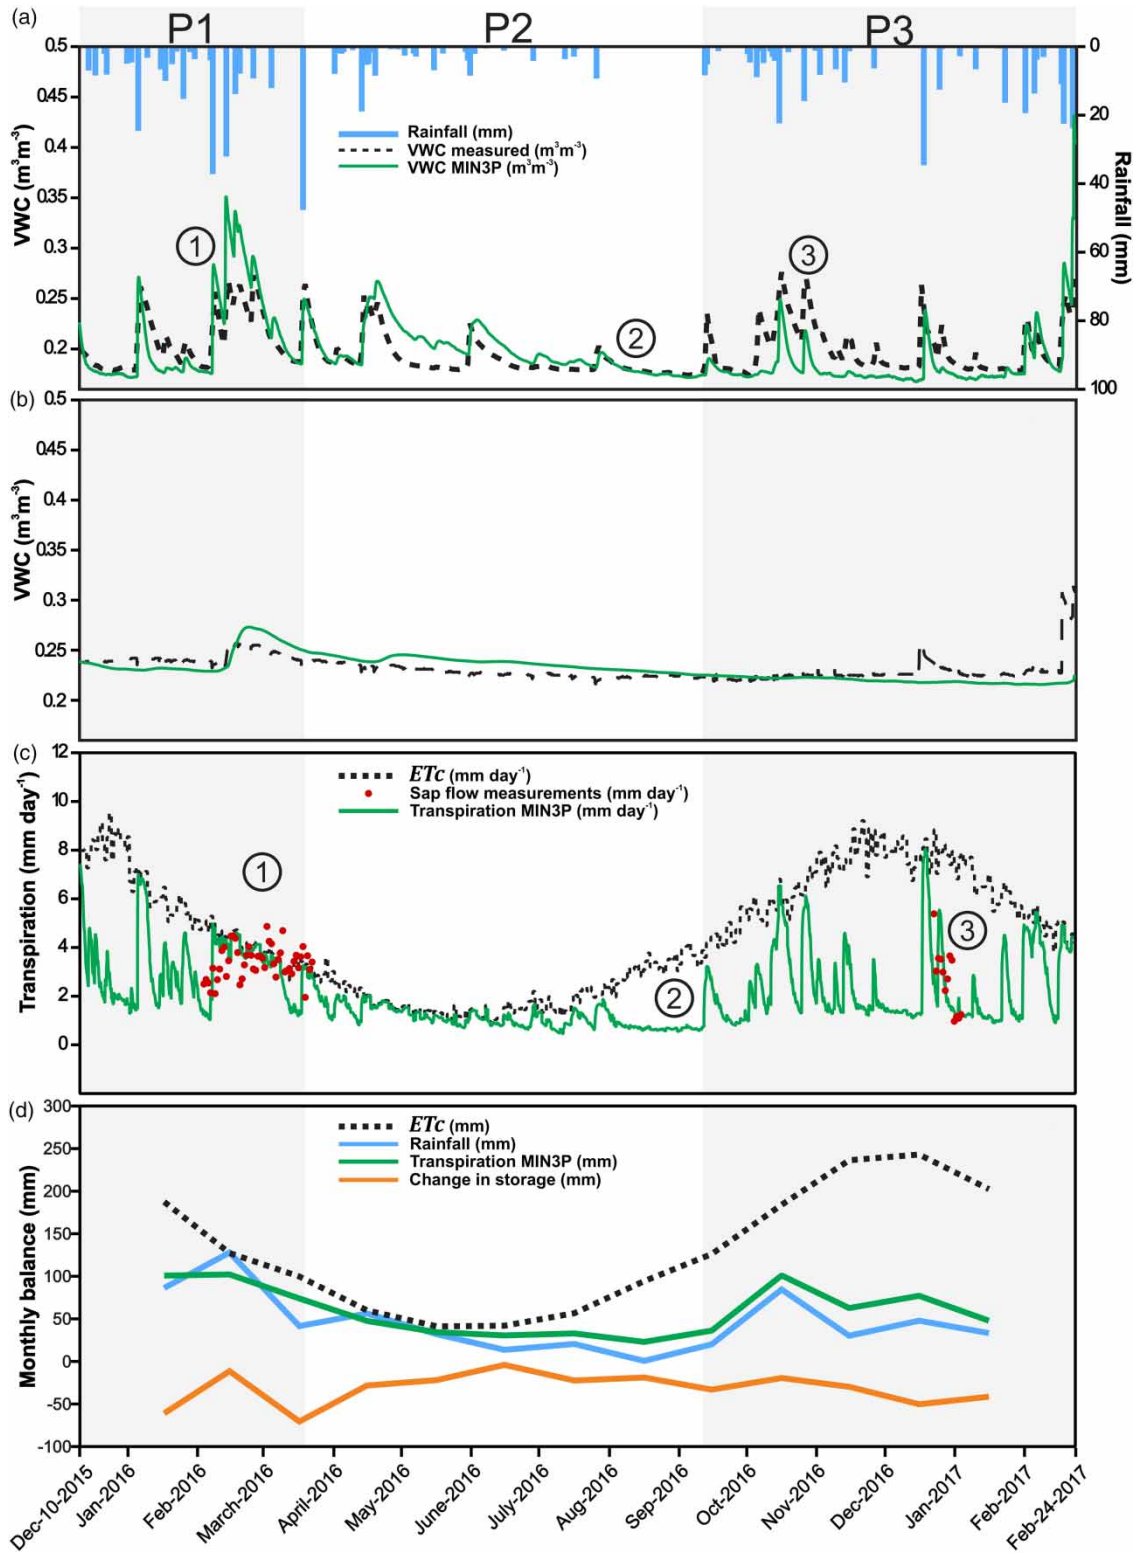 (a)
P1 P2 P3
0.5
0.45
0.4
0.35
0.3
0.25
0.2
VWC (m³m⁻³)
0
20
40
60
80
100
Rainfall (mm)
Rainfall (mm)
VWC measured (m³m⁻³)
VWC MIN3P (m³m⁻³)
1
2
3
(b)
0.5
0.45
0.4
0.35
0.3
0.25
0.2
VWC (m³m⁻³)
(c)
12
10
8
6
4
2
0
Transpiration (mm day⁻¹)
ETc (mm day⁻¹)
Sap flow measurements (mm day⁻¹)
Transpiration MIN3P (mm day⁻¹)
1
2
3
(d)
300
250
200
150
100
50
0
-50
-100
Monthly balance (mm)
ETc (mm)
Rainfall (mm)
Transpiration MIN3P (mm)
Change in storage (mm)
Dec-10-2015
Jan-2016
Feb-2016
March-2016
April-2016
May-2016
June-2016
July-2016
Aug-2016
Sep-2016
Oct-2016
Nov-2016
Dec-2016
Jan-2017
Feb-2017
Feb-24-2017